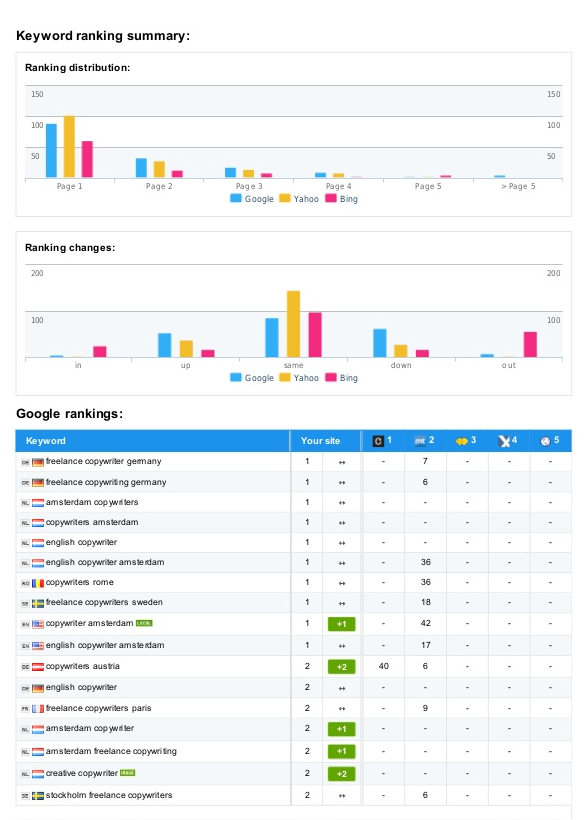 Keyword ranking summary:
Ranking distribution:
150 150
100 100
50 50
Page 1 Page 2 Page 3 Page 4 Page 5 > Page 5
Google Yahoo Bing
Ranking changes:
200 200
100 100
in up same down out
Google Yahoo Bing
Google rankings:
Keyword Your site 1 2 3 4 5
DE freelance copywriter germany 1 ↔ - 7 - - -
DE freelance copywriting germany 1 ↔ - 6 - - -
NL amsterdam copywriters 1 ↔ - - - - -
NL copywriters amsterdam 1 ↔ - - - - -
NL english copywriter 1 ↔ - - - - -
NL english copywriter amsterdam 1 ↔ - 36 - - -
RO copywriters rome 1 ↔ - 36 - - -
SE freelance copywriters sweden 1 ↔ - 18 - - -
EN copywriter amsterdam LOCAL 1 +1 - 42 - - -
EN english copywriter amsterdam 1 ↔ - 17 - - -
DE copywriters austria 2 +2 40 6 - - -
DE english copywriter 2 ↔ - - - - -
FR freelance copywriters paris 2 ↔ - 9 - - -
NL amsterdam copywriter 2 +1 - - - - -
NL amsterdam freelance copywriting 2 +1 - - - - -
NL creative copywriter 2 +2 - - - - -
SE stockholm freelance copywriters 2 ↔ - 6 - - -